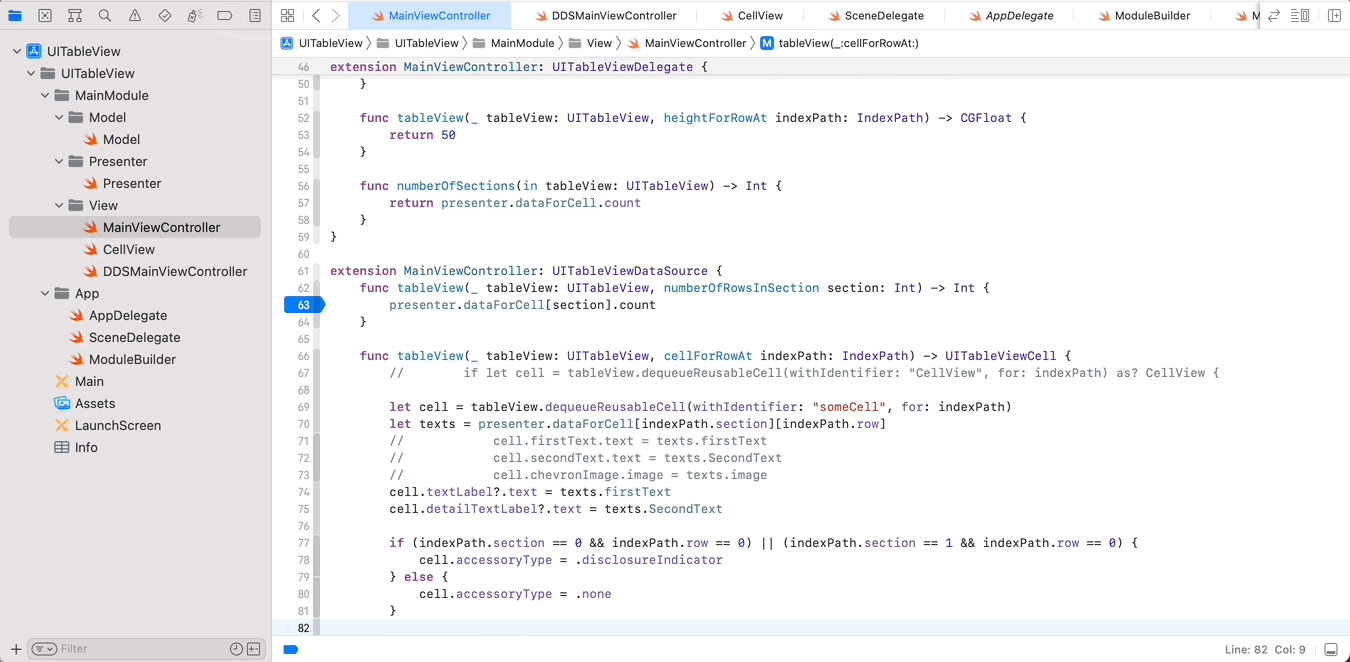 MainViewController
DDSMainViewController
CellView
SceneDelegate
AppDelegate
ModuleBuilder
M
UITableView
UITableView
MainModule
View
MainViewController
M
tableView(_:cellForRowAt:)
UITableView
UITableView
MainModule
Model
Model
Presenter
Presenter
View
MainViewController
CellView
DDSMainViewController
App
AppDelegate
SceneDelegate
ModuleBuilder
Main
Assets
LaunchScreen
Info
Filter
46 extension MainViewController: UITableViewDelegate {
50 }
51
52 func tableView(_ tableView: UITableView, heightForRowAt indexPath: IndexPath) -> CGFloat {
53 return 50
54 }
55
56 func numberOfSections(in tableView: UITableView) -> Int {
57 return presenter.dataForCell.count
58 }
59 }
60
61 extension MainViewController: UITableViewDataSource {
62 func tableView(_ tableView: UITableView, numberOfRowsInSection section: Int) -> Int {
63 presenter.dataForCell[section].count
64 }
65
66 func tableView(_ tableView: UITableView, cellForRowAt indexPath: IndexPath) -> UITableViewCell {
67 // if let cell = tableView.dequeueReusableCell(withIdentifier: "CellView", for: indexPath) as? CellView {
68
69 let cell = tableView.dequeueReusableCell(withIdentifier: "someCell", for: indexPath)
70 let texts = presenter.dataForCell[indexPath.section][indexPath.row]
71 // cell.firstText.text = texts.firstText
72 // cell.secondText.text = texts.SecondText
73 // cell.chevronImage.image = texts.image
74 cell.textLabel?.text = texts.firstText
75 cell.detailTextLabel?.text = texts.SecondText
76
77 if (indexPath.section == 0 && indexPath.row == 0) || (indexPath.section == 1 && indexPath.row == 0) {
78 cell.accessoryType = .disclosureIndicator
79 } else {
80 cell.accessoryType = .none
81 }
82
Line: 82 Col: 9